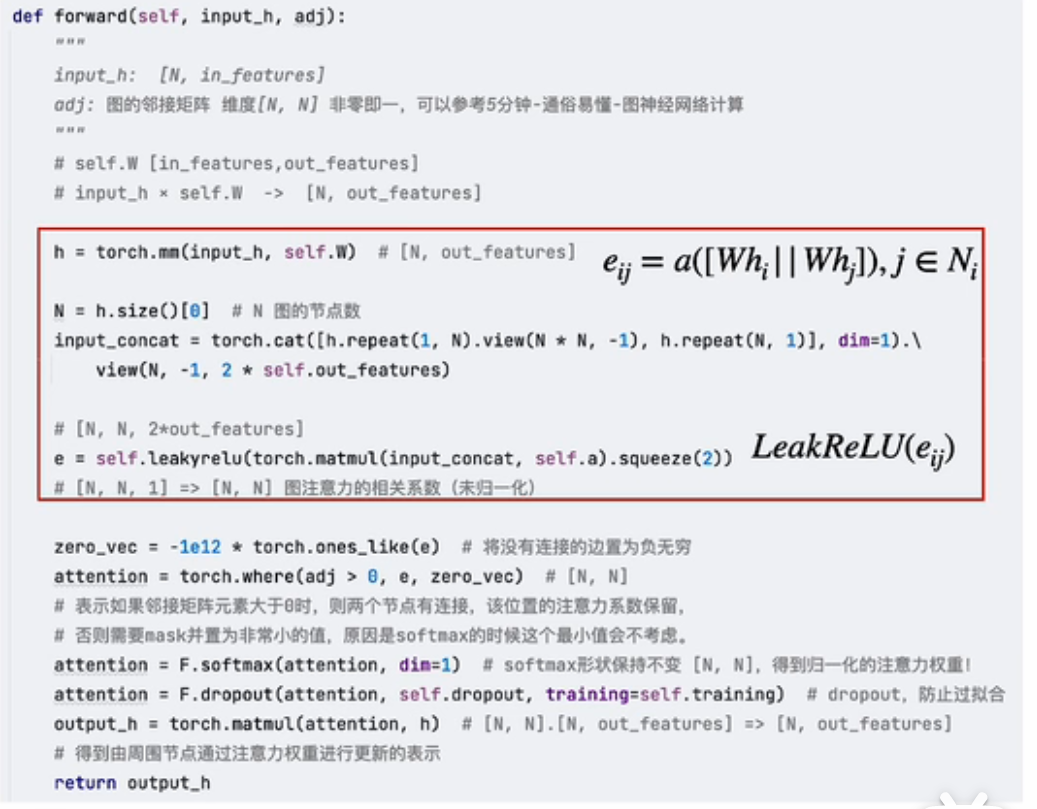 def forward(self, input_h, adj):
"""
input_h:  [N, in_features]
adj: 图的邻接矩阵 维度[N, N] 非零即一，可以参考5分钟-通俗易懂-图神经网络计算
"""
# self.W [in_features,out_features]
# input_h × self.W  ->  [N, out_features]
h = torch.mm(input_h, self.W)  # [N, out_features]
e_{ij} = a([Wh_i||Wh_j]), j ∈ N_i
N = h.size()[0]  # N 图的节点数
input_concat = torch.cat([h.repeat(1, N).view(N * N, -1), h.repeat(N, 1)], dim=1).\
view(N, -1, 2 * self.out_features)
# [N, N, 2*out_features]
e = self.leakyrelu(torch.matmul(input_concat, self.a).squeeze(2))
LeakReLU(e_{ij})
# [N, N, 1] => [N, N] 图注意力的相关系数（未归一化）
zero_vec = -1e12 * torch.ones_like(e)  # 将没有连接的边置为负无穷
attention = torch.where(adj > 0, e, zero_vec)  # [N, N]
# 表示如果邻接矩阵元素大于0时，则两个节点有连接，该位置的注意力系数保留，
# 否则需要mask并置为非常小的值，原因是softmax的时候这个最小值会不考虑。
attention = F.softmax(attention, dim=1)  # softmax形状保持不变 [N, N]，得到归一化的注意力权重！
attention = F.dropout(attention, self.dropout, training=self.training)  # dropout，防止过拟合
output_h = torch.matmul(attention, h)  # [N, N].[N, out_features] => [N, out_features]
# 得到由周围节点通过注意力权重进行更新的表示
return output_h